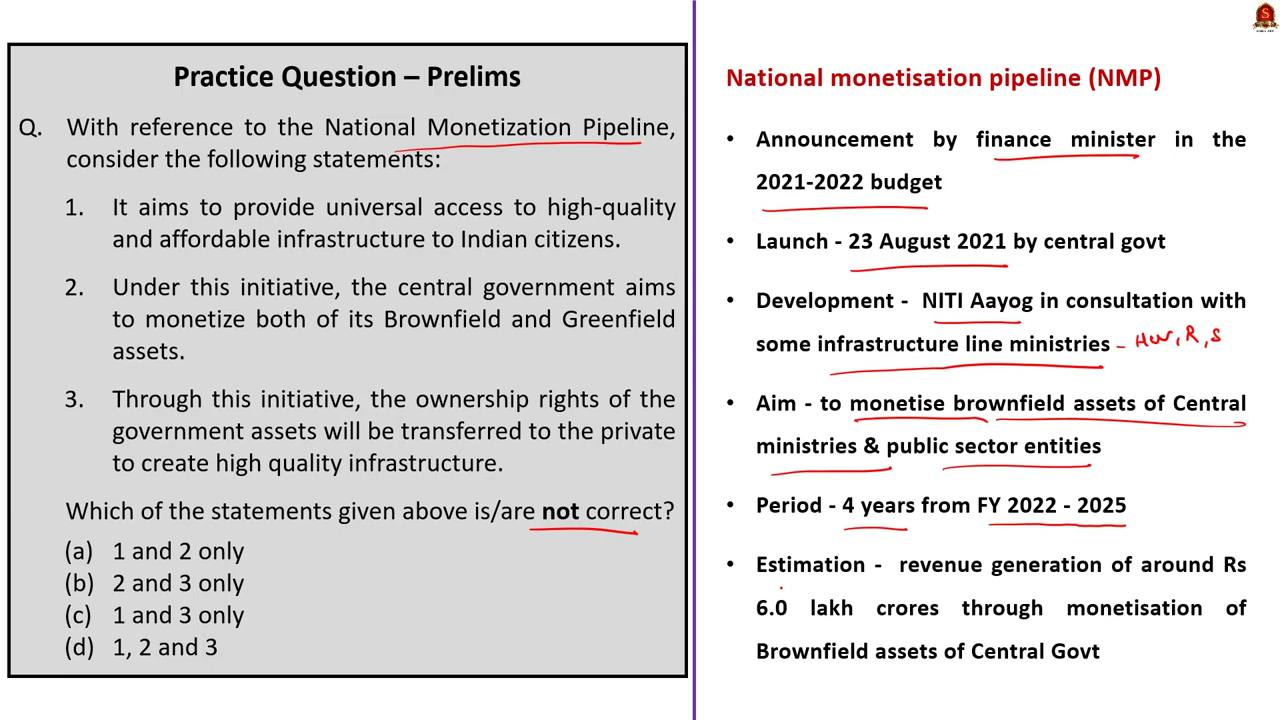 Practice Question – Prelims
Q. With reference to the National Monetization Pipeline,
consider the following statements:
1. It aims to provide universal access to high-quality
and affordable infrastructure to Indian citizens.
2. Under this initiative, the central government aims
to monetize both of its Brownfield and Greenfield
assets.
3. Through this initiative, the ownership rights of the
government assets will be transferred to the private
to create high quality infrastructure.
Which of the statements given above is/are not correct?
(a) 1 and 2 only
(b) 2 and 3 only
(c) 1 and 3 only
(d) 1, 2 and 3
National monetisation pipeline (NMP)
• Announcement by finance minister in the
2021-2022 budget
• Launch - 23 August 2021 by central govt
• Development - NITI Aayog in consultation with
some infrastructure line ministries - HW, R, S
• Aim - to monetise brownfield assets of Central
ministries & public sector entities
• Period - 4 years from FY 2022 - 2025
• Estimation - revenue generation of around Rs
6.0 lakh crores through monetisation of
Brownfield assets of Central Govt